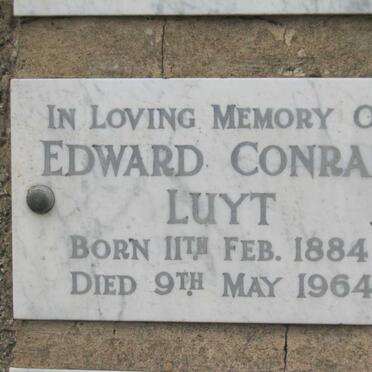 In Loving Memory O
Edward Conra
Luyt
Born 11th Feb. 1884
Died 9th May 1964